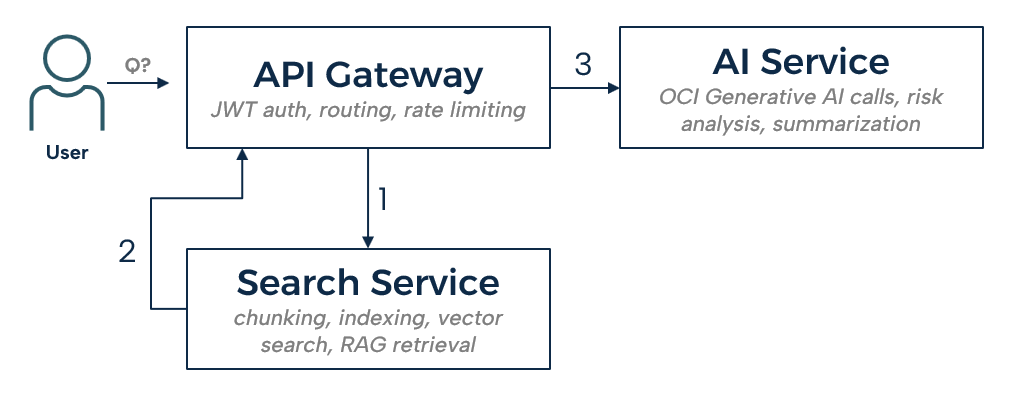 Q?
User
API Gateway
JWT auth, routing, rate limiting
3
AI Service
OCI Generative AI calls, risk
analysis, summarization
1
2
Search Service
chunking, indexing, vector
search, RAG retrieval